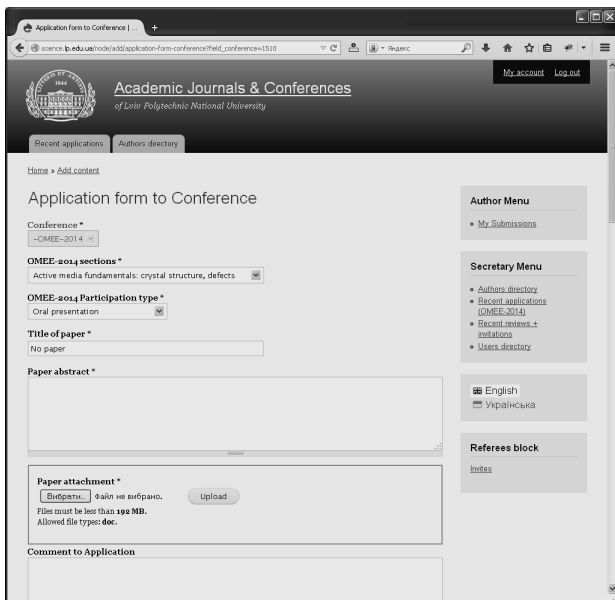 Application form to Conference | ...
science.lp.edu.ua/node/add/application-form-conference?field_conference=1510
Яндекс
My account Log out
1844
Academic Journals & Conferences
of Lviv Polytechnic National University
Recent applications Authors directory
Home » Add content
Application form to Conference
Conference *
-OMEE-2014
OMEE-2014 sections *
Active media fundamentals: crystal structure, defects
OMEE-2014 Participation type *
Oral presentation
Title of paper *
No paper
Paper abstract *
Paper attachment *
Вибрати... Файл не вибрано. Upload
Files must be less than 192 MB.
Allowed file types: doc.
Comment to Application
Author Menu
My Submissions
Secretary Menu
Authors directory
Recent applications
(OMEE-2014)
Recent reviews +
invitations
Users directory
English
Українська
Referees block
Invites